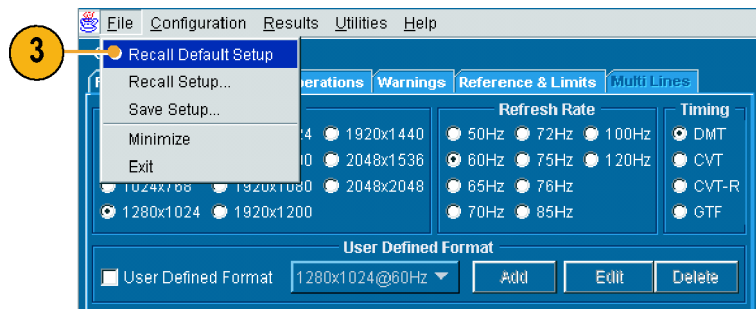 File Configuration Results Utilities Help
3
Recall Default Setup
Recall Setup...
Save Setup...
Minimize
Exit
Warnings Reference & Limits Multi Lines
Refresh Rate Timing
1920x1440 50Hz 72Hz 100Hz DMT
2048x1536 60Hz 75Hz 120Hz CVT
1024x768 1920x1080 2048x2048 65Hz 76Hz CVT-R
1280x1024 1920x1200 70Hz 85Hz GTF
User Defined Format
User Defined Format 1280x1024@60Hz Add Edit Delete